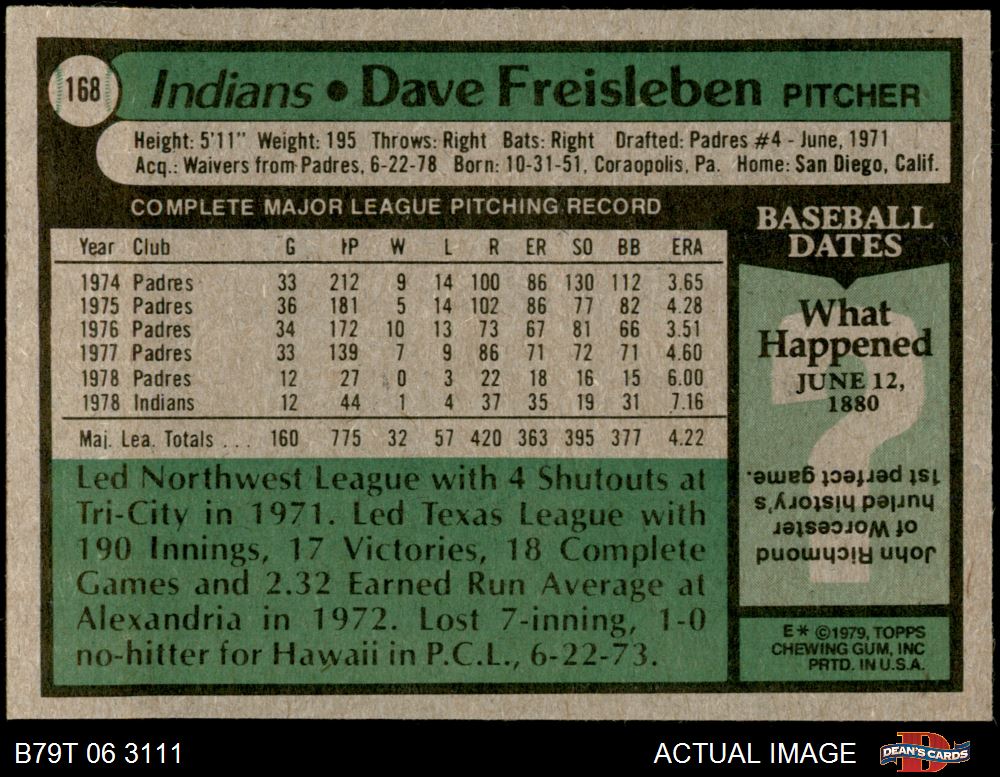 168
Indians • Dave Freisleben PITCHER
Height: 5'11" Weight: 195 Throws: Right Bats: Right Drafted: Padres #4 - June, 1971
Acq.: Waivers from Padres, 6-22-78 Born: 10-31-51, Coraopolis, Pa. Home: San Diego, Calif.
COMPLETE MAJOR LEAGUE PITCHING RECORD
Year Club G IP W L R ER SO BB ERA
1974 Padres 33 212 9 14 100 86 130 112 3.65
1975 Padres 36 181 5 14 102 86 77 82 4.28
1976 Padres 34 172 10 13 73 67 81 66 3.51
1977 Padres 33 139 7 9 86 71 72 71 4.60
1978 Padres 12 27 0 3 22 18 16 15 6.00
1978 Indians 12 44 1 4 37 35 19 31 7.16
Maj. Lea. Totals ... 160 775 32 57 420 363 395 377 4.22
Led Northwest League with 4 Shutouts at
Tri-City in 1971. Led Texas League with
190 Innings, 17 Victories, 18 Complete
Games and 2.32 Earned Run Average at
Alexandria in 1972. Lost 7-inning, 1-0
no-hitter for Hawaii in P.C.L., 6-22-73.
BASEBALL
DATES
What
Happened
JUNE 12,
1880
?
John Richmond
of Worcester
hurled history's
1st perfect game.
E* ©1979, TOPPS
CHEWING GUM, INC
PRTD. IN U.S.A.
B79T 06 3111
ACTUAL IMAGE
D
DEAN'S CARDS